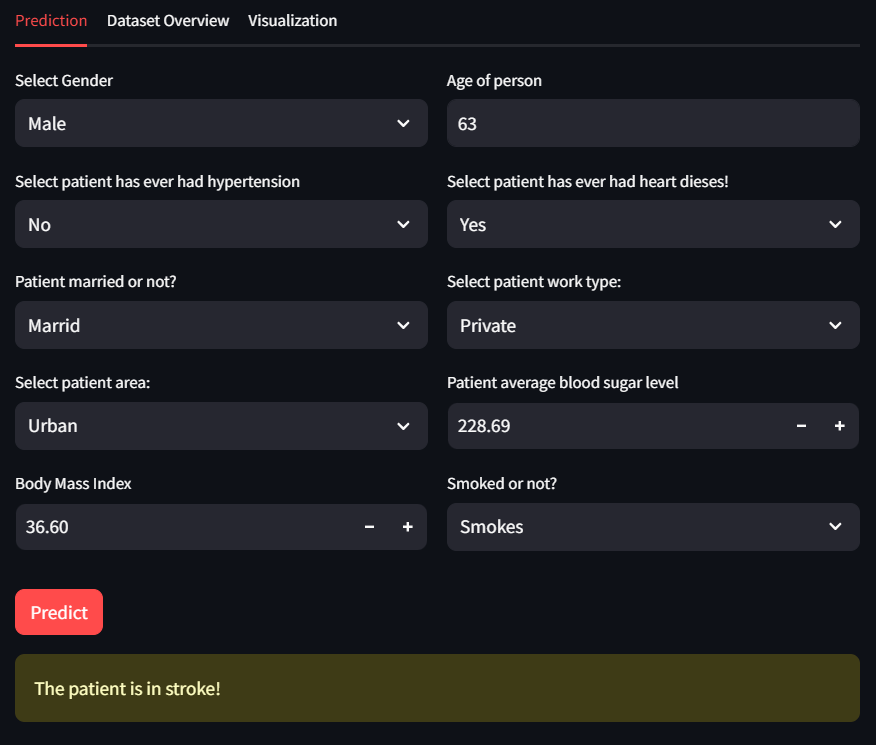 Prediction Dataset Overview Visualization
Select Gender Age of person
Male 63
Select patient has ever had hypertension Select patient has ever had heart dieses!
No Yes
Patient married or not? Select patient work type:
Marrid Private
Select patient area: Patient average blood sugar level
Urban 228.69 − +
Body Mass Index Smoked or not?
36.60 − + Smokes
Predict
The patient is in stroke!